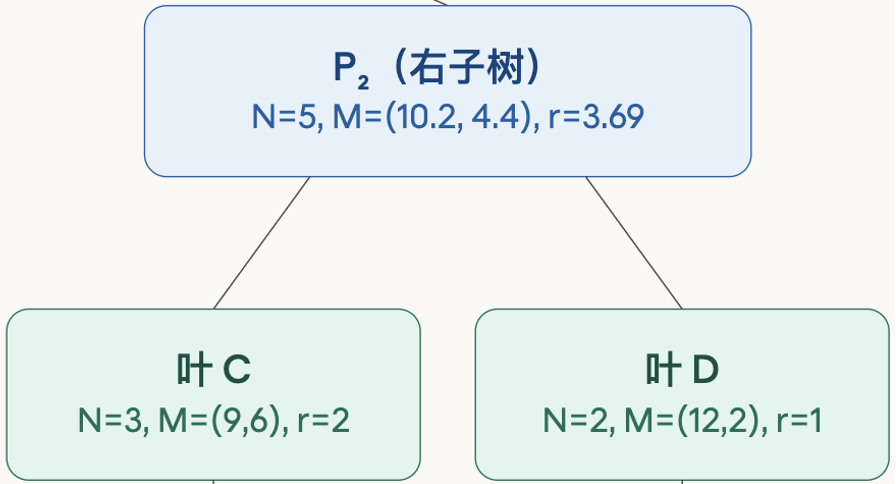 P₂（右子树）
N=5, M=(10.2, 4.4), r=3.69
叶 C
N=3, M=(9,6), r=2
叶 D
N=2, M=(12,2), r=1